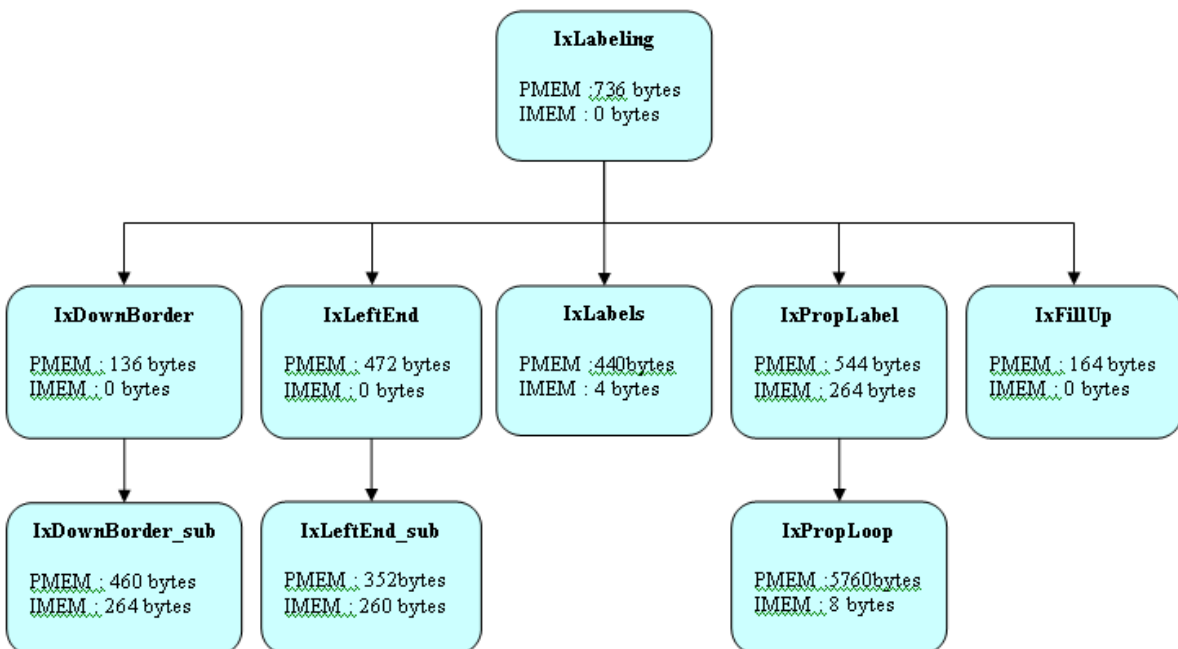 IxLabeling
PMEM :736 bytes
IMEM : 0 bytes
IxDownBorder
PMEM : 136 bytes
IMEM : 0 bytes
IxLeftEnd
PMEM : 472 bytes
IMEM : 0 bytes
IxLabels
PMEM :440bytes
IMEM : 4 bytes
IxPropLabel
PMEM : 544 bytes
IMEM : 264 bytes
IxFillUp
PMEM : 164 bytes
IMEM : 0 bytes
IxDownBorder_sub
PMEM : 460 bytes
IMEM : 264 bytes
IxLeftEnd_sub
PMEM : 352bytes
IMEM : 260 bytes
IxPropLoop
PMEM :5760bytes
IMEM : 8 bytes